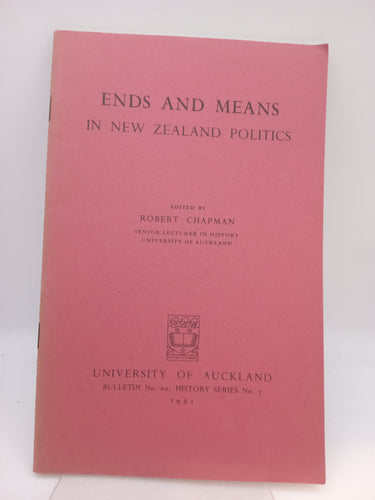 ENDS AND MEANS
IN NEW ZEALAND POLITICS
EDITED BY
ROBERT CHAPMAN
SENIOR LECTURER IN HISTORY
UNIVERSITY OF AUCKLAND
UNIVERSITY OF AUCKLAND
BULLETIN No. 60, HISTORY SERIES No. 7
1961